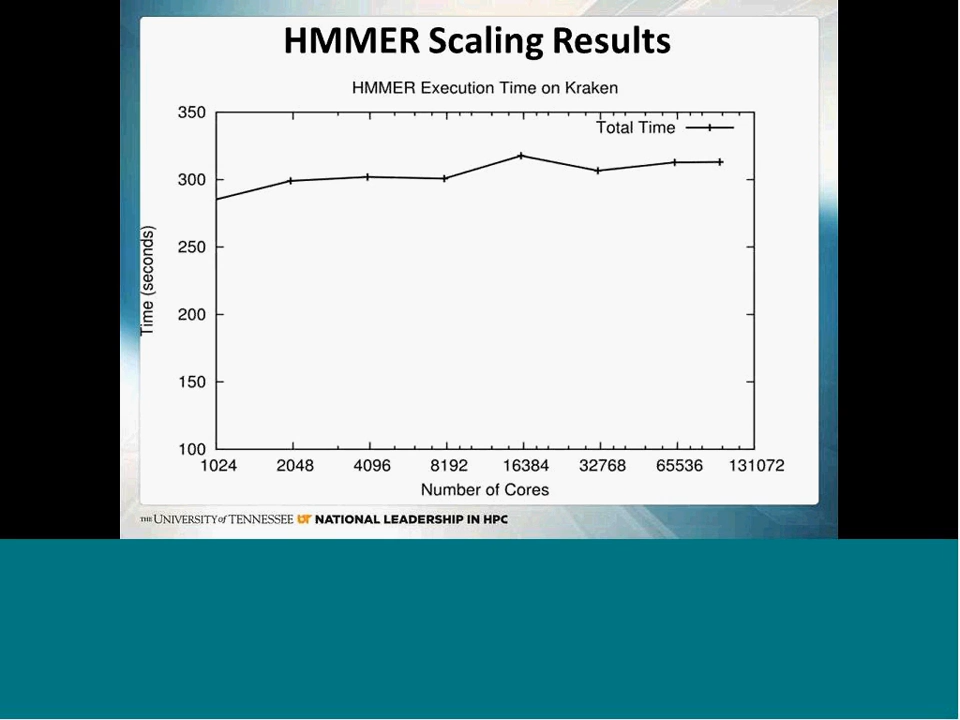 HMMER Scaling Results
HMMER Execution Time on Kraken
350
Total Time
300
250
Time (seconds)
200
150
100
1024 2048 4096 8192 16384 32768 65536 131072
Number of Cores
THE UNIVERSITY of TENNESSEE UT NATIONAL LEADERSHIP IN HPC